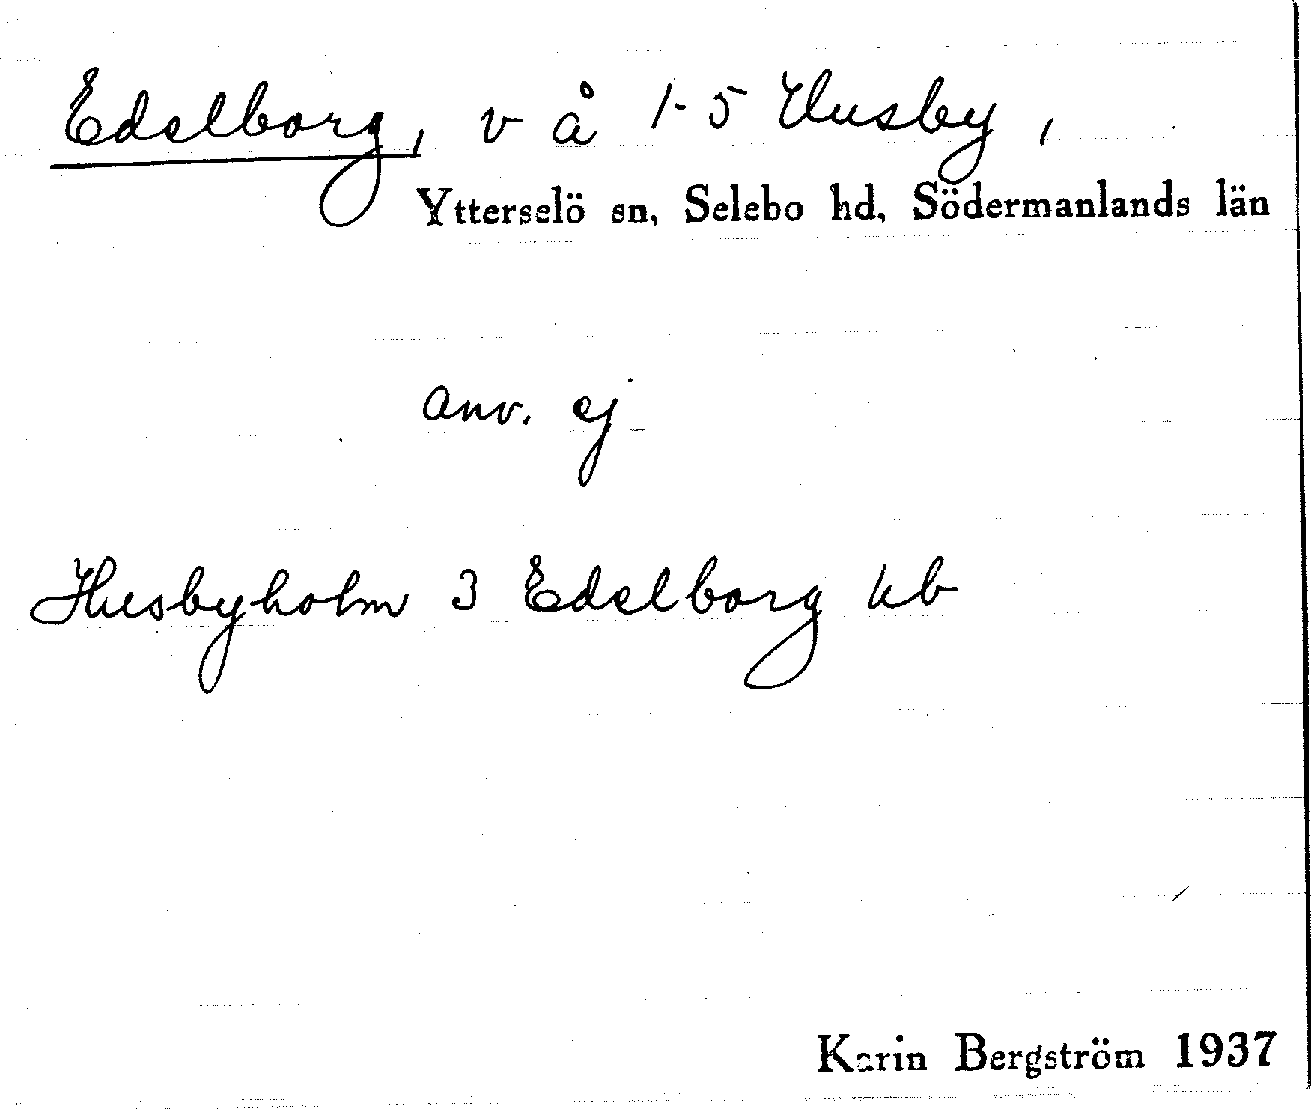 Edelborg, v å 1-5 Husby,
Ytterselö sn, Selebo hd, Södermanlands län
anv. ej
Husbyholm 3 Edelborg kb
Karin Bergström 1937